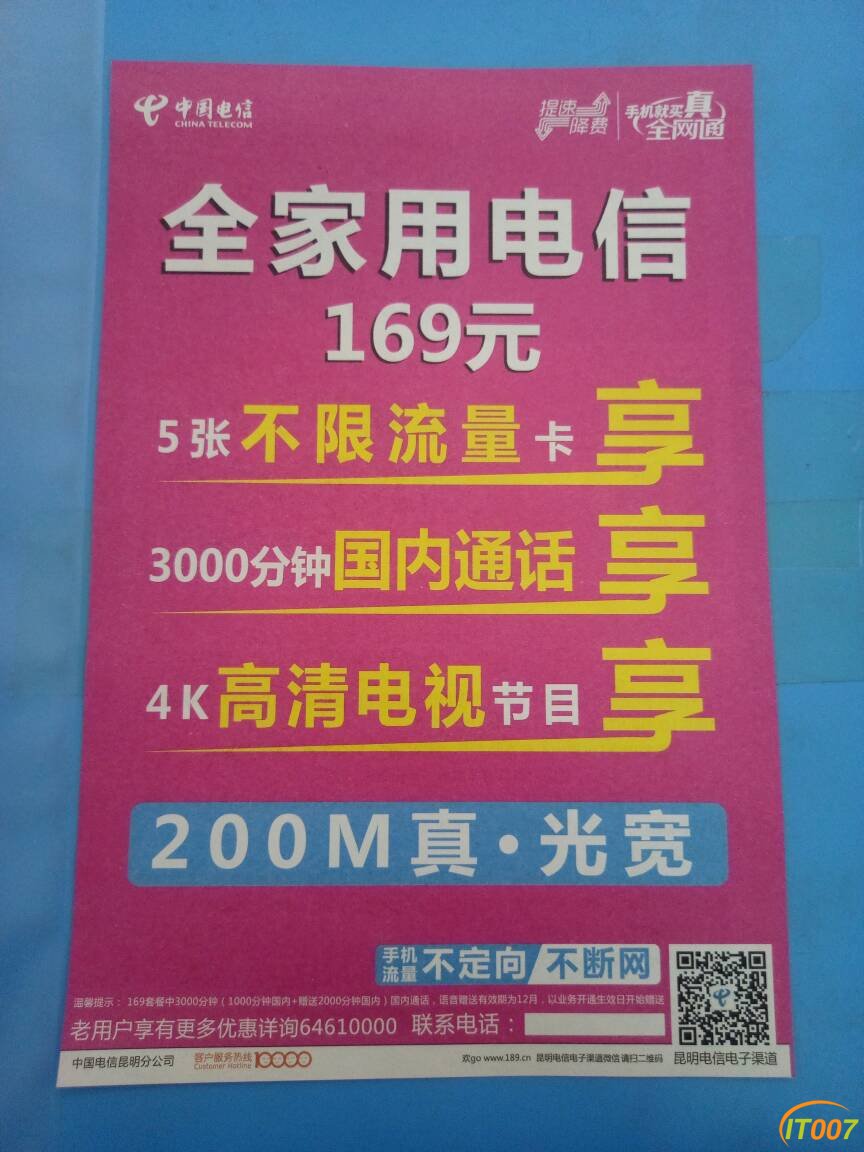 中国电信
CHINA TELECOM
提速
降费
手机就买真
全网通
全家用电信
169元
5张不限流量卡 享
3000分钟国内通话 享
4K高清电视节目 享
200M真·光宽
手机
流量 不定向/不断网
温馨提示：169套餐中3000分钟（1000分钟国内+赠送2000分钟国内）国内通话，语音赠送有效期为12月，以业务开通生效日开始赠送
老用户享有更多优惠详询64610000 联系电话：
中国电信昆明分公司 客户服务热线 10000
Customer Hotline
欢go www.189.cn 昆明电信电子渠道微信 请扫二维码 昆明电信电子渠道
IT007